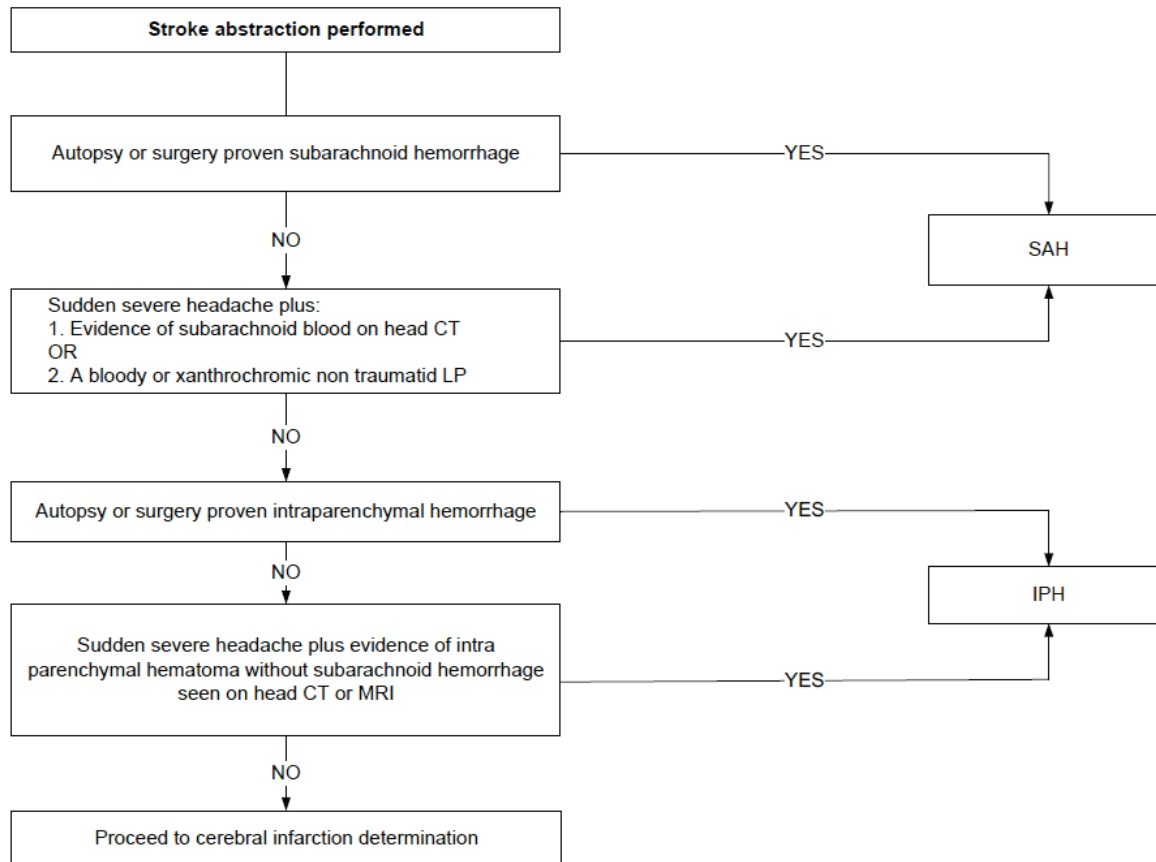 Stroke abstraction performed
Autopsy or surgery proven subarachnoid hemorrhage
YES
SAH
NO
Sudden severe headache plus:
1. Evidence of subarachnoid blood on head CT
OR
2. A bloody or xanthrochromic non traumatid LP
YES
NO
Autopsy or surgery proven intraparenchymal hemorrhage
YES
NO
IPH
Sudden severe headache plus evidence of intra
parenchymal hematoma without subarachnoid hemorrhage
seen on head CT or MRI
YES
NO
Proceed to cerebral infarction determination